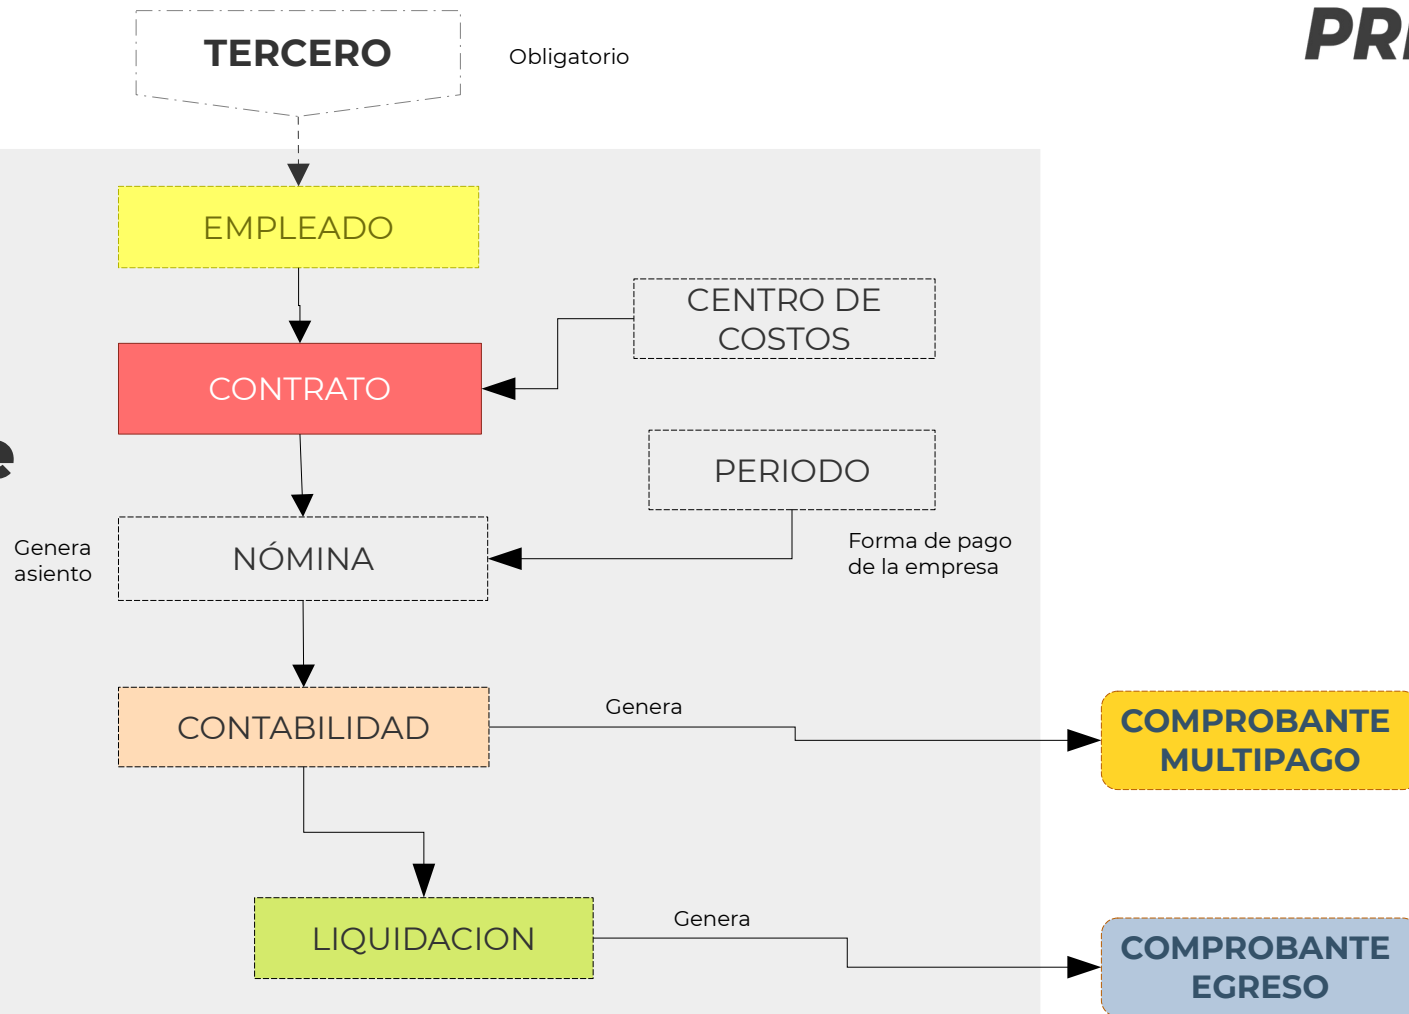 TERCERO
Obligatorio
EMPLEADO
CENTRO DE
COSTOS
CONTRATO
PERIODO
Genera
asiento
NÓMINA
Forma de pago
de la empresa
CONTABILIDAD
Genera
COMPROBANTE
MULTIPAGO
LIQUIDACION
Genera
COMPROBANTE
EGRESO